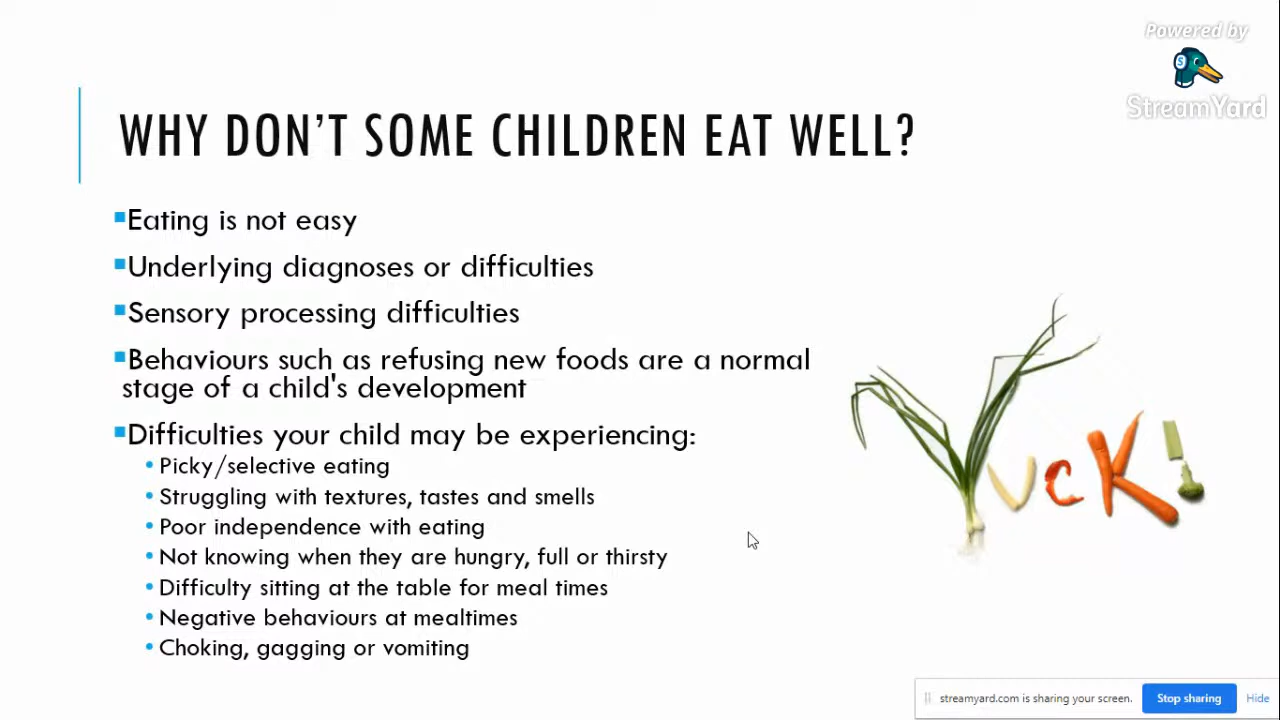 Powered by
StreamYard
WHY DON'T SOME CHILDREN EAT WELL?
Eating is not easy
Underlying diagnoses or difficulties
Sensory processing difficulties
Behaviours such as refusing new foods are a normal
stage of a child's development
Difficulties your child may be experiencing:
Picky/selective eating
Struggling with textures, tastes and smells
Poor independence with eating
Not knowing when they are hungry, full or thirsty
Difficulty sitting at the table for meal times
Negative behaviours at mealtimes
Choking, gagging or vomiting
YUCK!
streamyard.com is sharing your screen. Stop sharing Hide